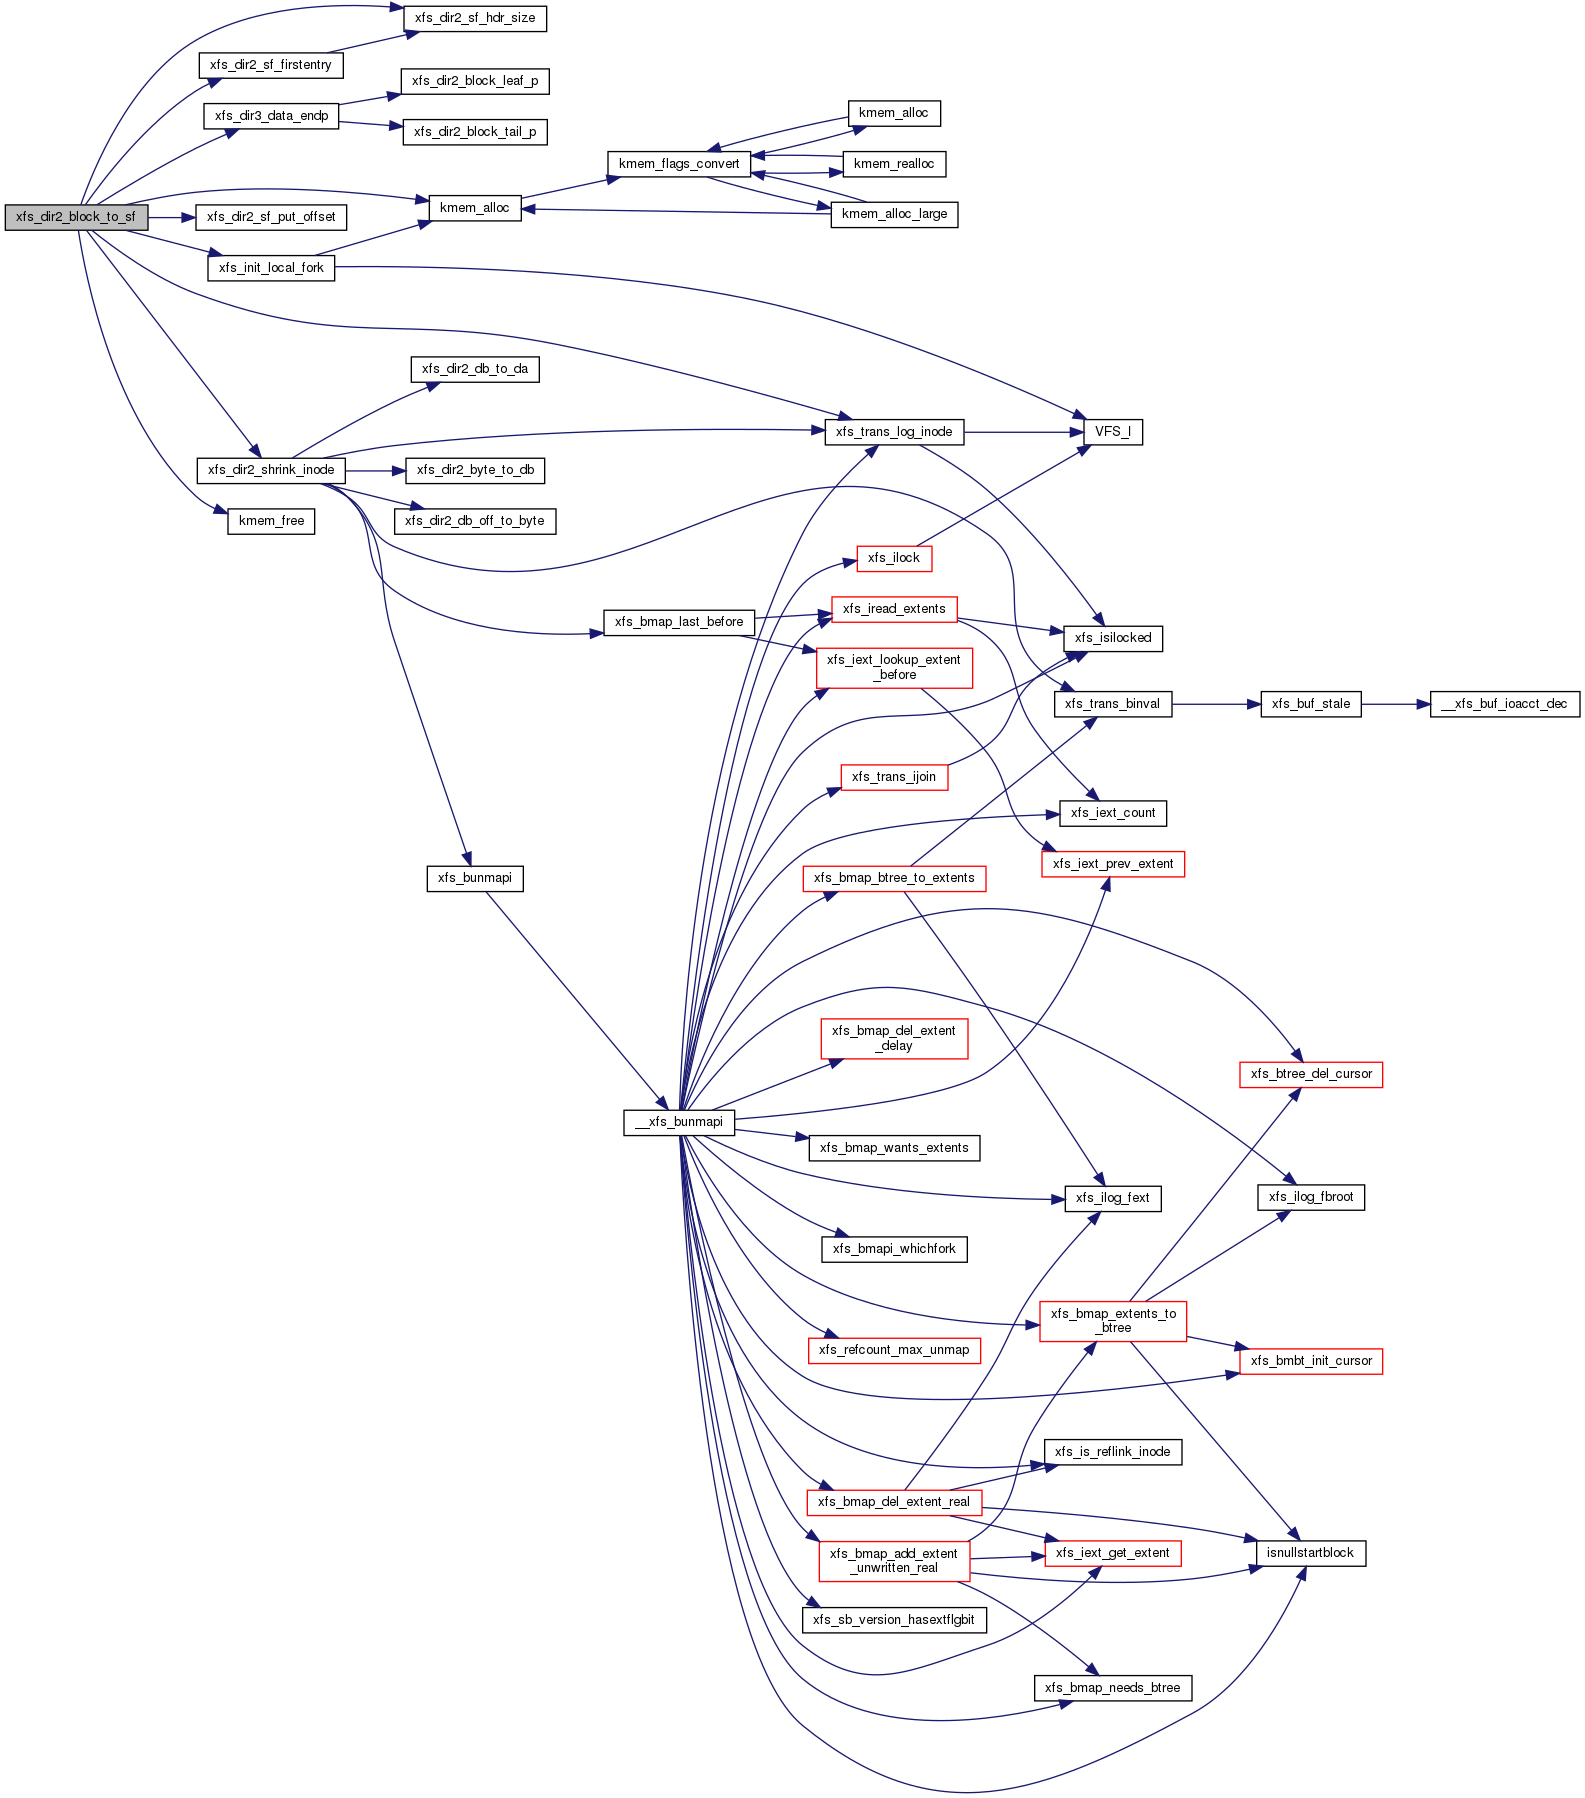 xfs_dir2_sf_hdr_size
xfs_dir2_sf_firstentry
xfs_dir2_block_leaf_p
xfs_dir3_data_endp
xfs_dir2_block_tail_p
kmem_alloc
kmem_flags_convert
kmem_realloc
xfs_dir2_block_to_sf
xfs_dir2_sf_put_offset
kmem_alloc
kmem_alloc_large
xfs_init_local_fork
xfs_dir2_db_to_da
xfs_trans_log_inode
VFS_I
xfs_dir2_shrink_inode
xfs_dir2_byte_to_db
kmem_free
xfs_dir2_db_off_to_byte
xfs_ilock
xfs_iread_extents
xfs_bmap_last_before
xfs_isilocked
xfs_iext_lookup_extent
_before
xfs_trans_binval
xfs_buf_stale
__xfs_buf_ioacct_dec
xfs_trans_ijoin
xfs_iext_count
xfs_iext_prev_extent
xfs_bunmapi
xfs_bmap_btree_to_extents
xfs_bmap_del_extent
_delay
xfs_btree_del_cursor
__xfs_bunmapi
xfs_bmap_wants_extents
xfs_ilog_fext
xfs_ilog_fbroot
xfs_bmapi_whichfork
xfs_bmap_extents_to
_btree
xfs_refcount_max_unmap
xfs_bmbt_init_cursor
xfs_is_reflink_inode
xfs_bmap_del_extent_real
xfs_bmap_add_extent
_unwritten_real
xfs_iext_get_extent
isnullstartblock
xfs_sb_version_hasextflgbit
xfs_bmap_needs_btree